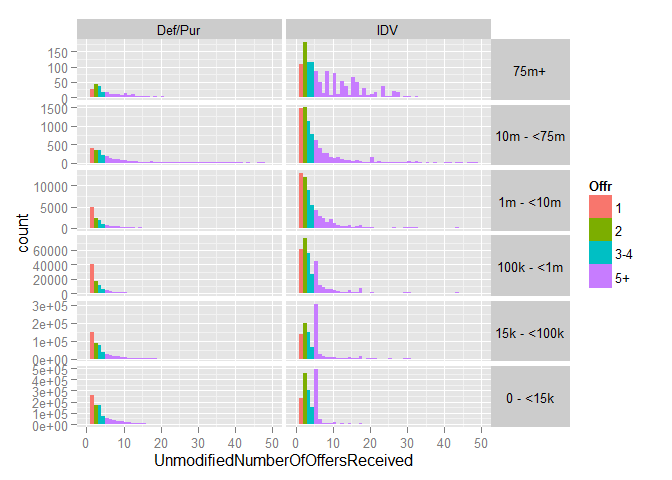 Def/Pur IDV
150
100
50
0
75m+
1500
1000
500
0
10m - <75m
10000
5000
0
1m - <10m
60000
40000
20000
0
100k - <1m
3e+05
2e+05
1e+05
0e+00
15k - <100k
5e+05
4e+05
3e+05
2e+05
1e+05
0e+00
0 - <15k
count
0 10 20 30 40 50 0 10 20 30 40 50
UnmodifiedNumberOfOffersReceived
Offr
1
2
3-4
5+